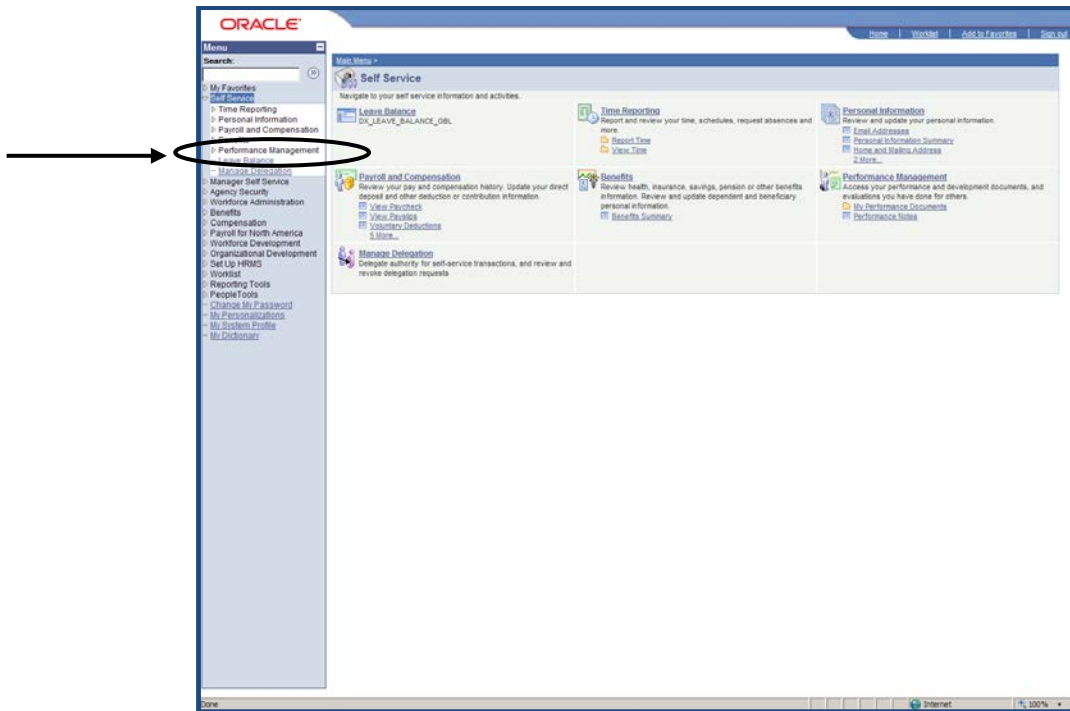 ORACLE
Home | Worklist | Add to Favorites | Sign out
Menu
Search:
My Favorites
Self Service
Time Reporting
Personal Information
Payroll and Compensation
Performance Management
Leave Balance
Manage Delegation
Manager Self Service
Agency Security
Workforce Administration
Benefits
Compensation
Payroll for North America
Workforce Development
Organizational Development
Set Up HRMS
Worklist
Reporting Tools
PeopleTools
Change My Password
My Personalizations
My System Profile
My Dictionary
Main Menu >
Self Service
Navigate to your self service information and activities.
Leave Balance
DX_LEAVE_BALANCE_GBL
Time Reporting
Report and review your time, schedules, request absences and
more.
Report Time
View Time
Personal Information
Review and update your personal information.
Email Addresses
Personal Information Summary
Home and Mailing Address
2 More...
Payroll and Compensation
Review your pay and compensation history. Update your direct
deposit and other deduction or contribution information.
View Paycheck
View Payslips
Voluntary Deductions
5 More...
Benefits
Review health, insurance, savings, pension or other benefits
information. Review and update dependent and beneficiary
personal information.
Benefits Summary
Performance Management
Access your performance and development documents, and
evaluations you have done for others.
My Performance Documents
Performance Notes
Manage Delegation
Delegate authority for self-service transactions, and review and
revoke delegation requests
Done
Internet
100%